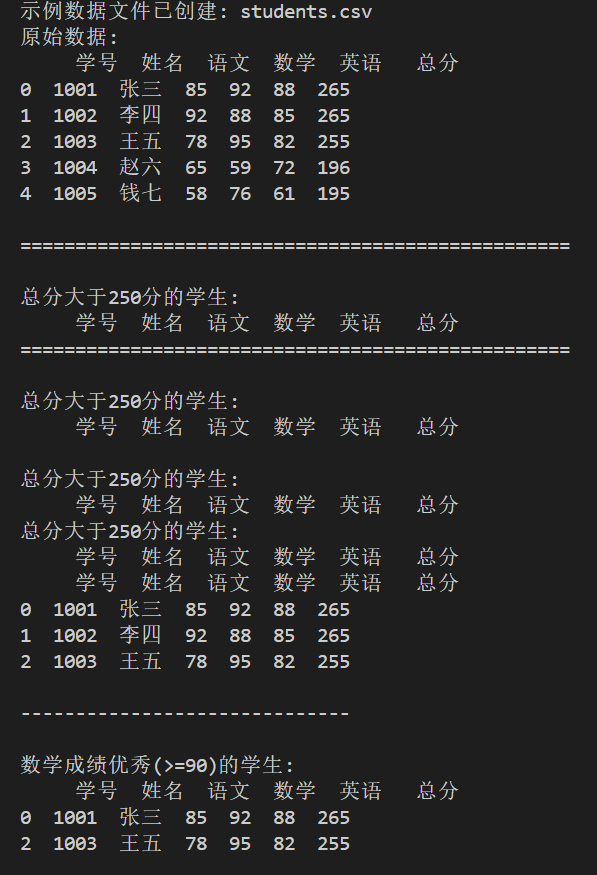 示例数据文件已创建: students.csv
原始数据:
     学号  姓名  语文  数学  英语   总分
0  1001  张三  85  92  88  265
1  1002  李四  92  88  85  265
2  1003  王五  78  95  82  255
3  1004  赵六  65  59  72  196
4  1005  钱七  58  76  61  195
==================================================
总分大于250分的学生:
     学号  姓名  语文  数学  英语   总分
==================================================
总分大于250分的学生:
     学号  姓名  语文  数学  英语   总分
总分大于250分的学生:
     学号  姓名  语文  数学  英语   总分
总分大于250分的学生:
     学号  姓名  语文  数学  英语   总分
     学号  姓名  语文  数学  英语   总分
0  1001  张三  85  92  88  265
1  1002  李四  92  88  85  265
2  1003  王五  78  95  82  255
------------------------------
数学成绩优秀(>=90)的学生:
     学号  姓名  语文  数学  英语   总分
0  1001  张三  85  92  88  265
2  1003  王五  78  95  82  255